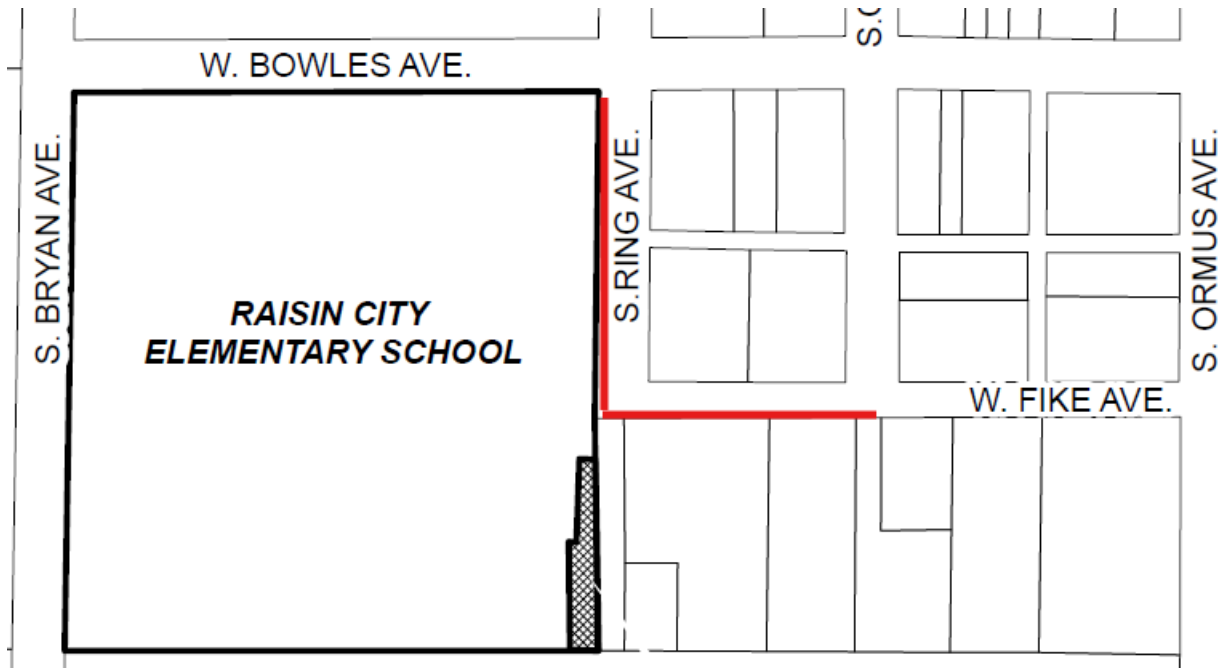 W. BOWLES AVE.
S. BRYAN AVE.
RAISIN CITY
ELEMENTARY SCHOOL
S.RING AVE.
S. ORMUS AVE.
W. FIKE AVE.